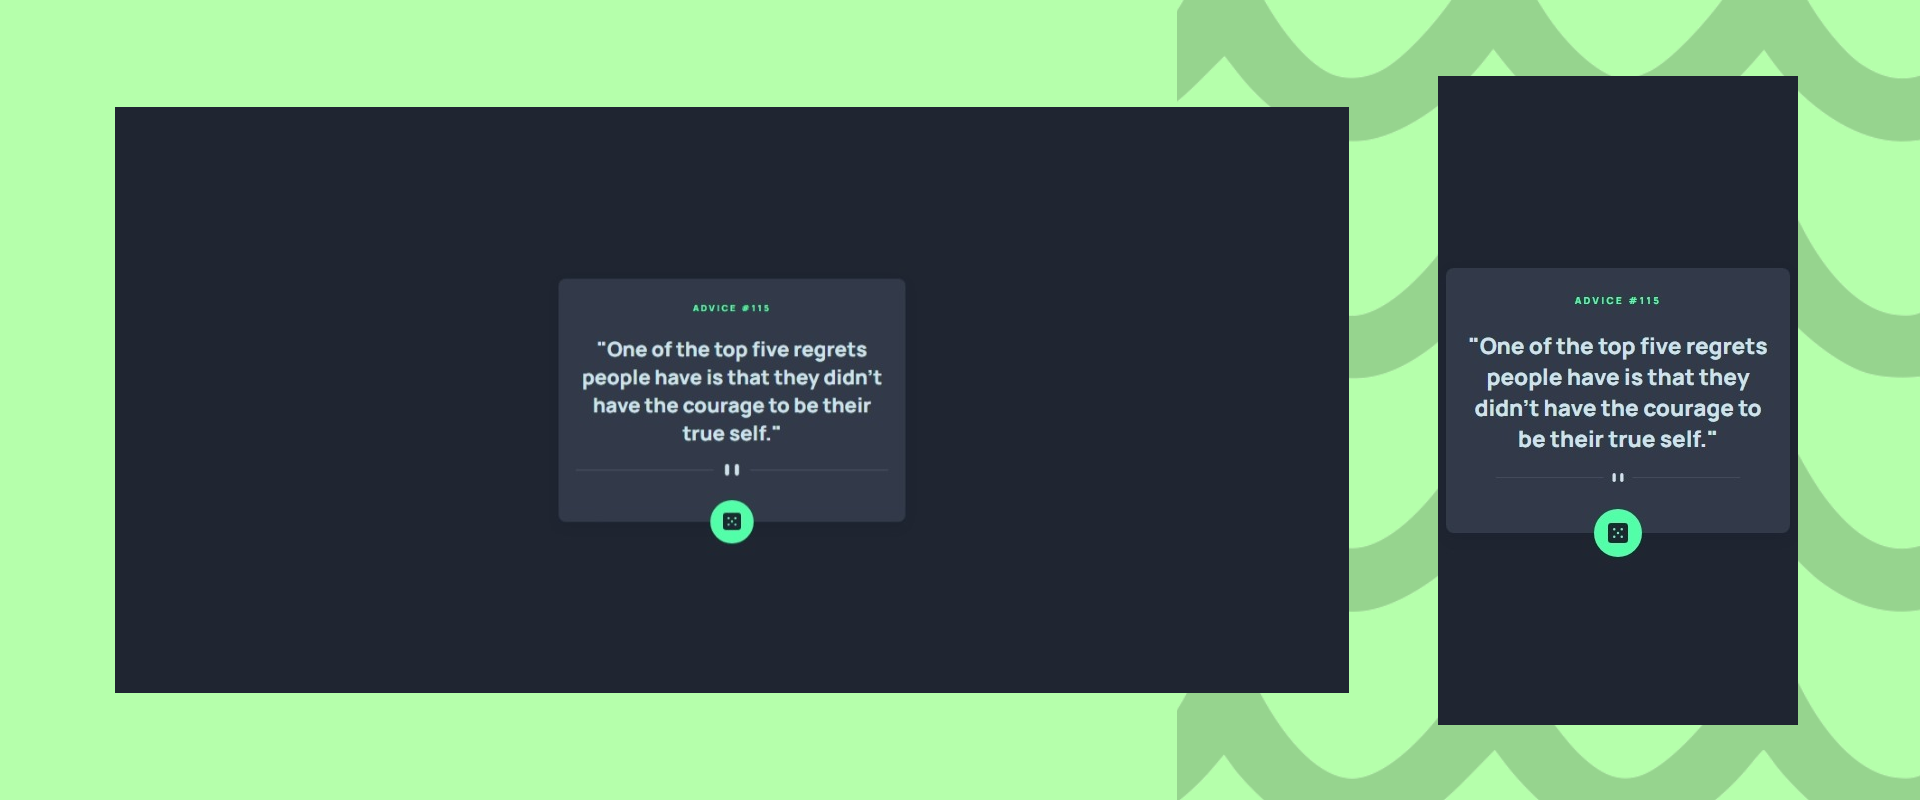 ADVICE #115
"One of the top five regrets
people have is that they didn't
have the courage to be their
true self."
ADVICE #115
"One of the top five regrets
people have is that they
didn't have the courage to
be their true self."